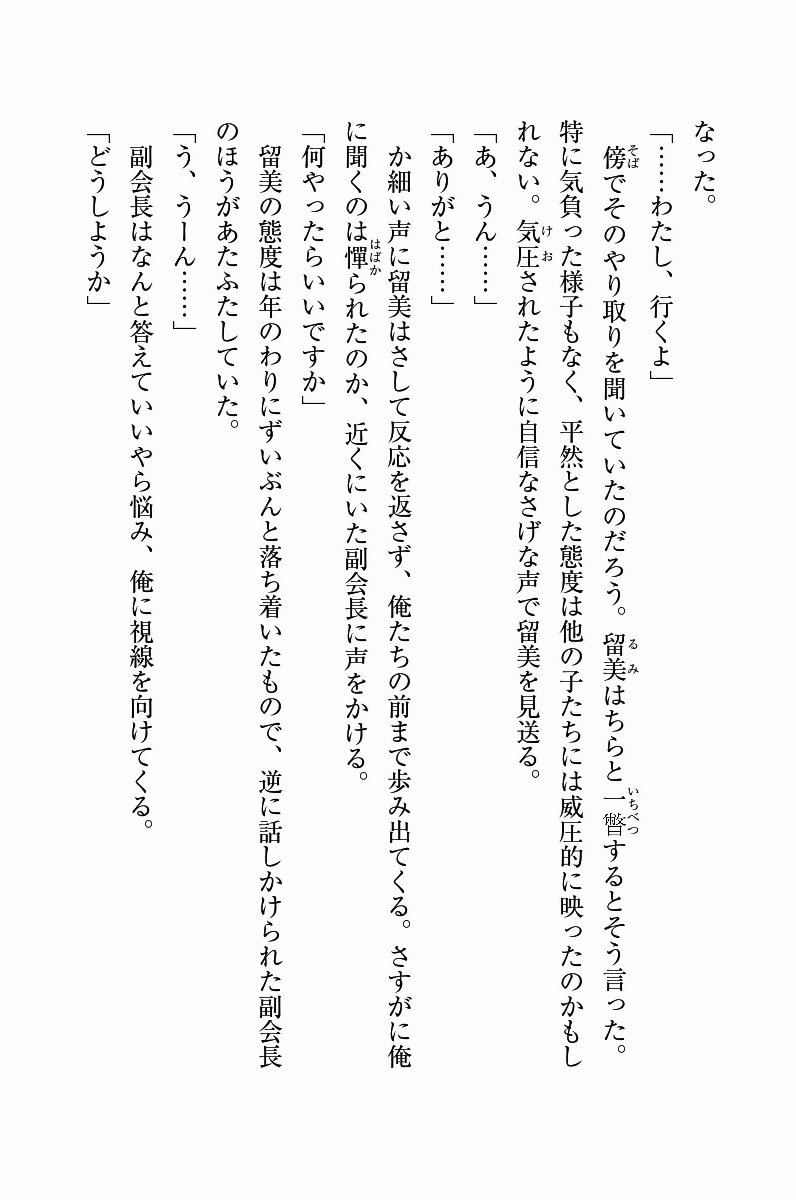 なった。
「……わたし、行くよ」
　傍でそのやり取りを聞いていたのだろう。留美はちらと一瞥するとそう言った。
特に気負った様子もなく、平然とした態度は他の子たちには威圧的に映ったのかもし
れない。気圧されたように自信なさげな声で留美を見送る。
「あ、うん……」
「ありがと……」
　か細い声に留美はさして反応を返さず、俺たちの前まで歩み出てくる。さすがに俺
に聞くのは憚られたのか、近くにいた副会長に声をかける。
「何やったらいいですか」
　留美の態度は年のわりにずいぶんと落ち着いたもので、逆に話しかけられた副会長
のほうがあたふたしていた。
「う、うーん……」
　副会長はなんと答えていいやら悩み、俺に視線を向けてくる。
「どうしようか」